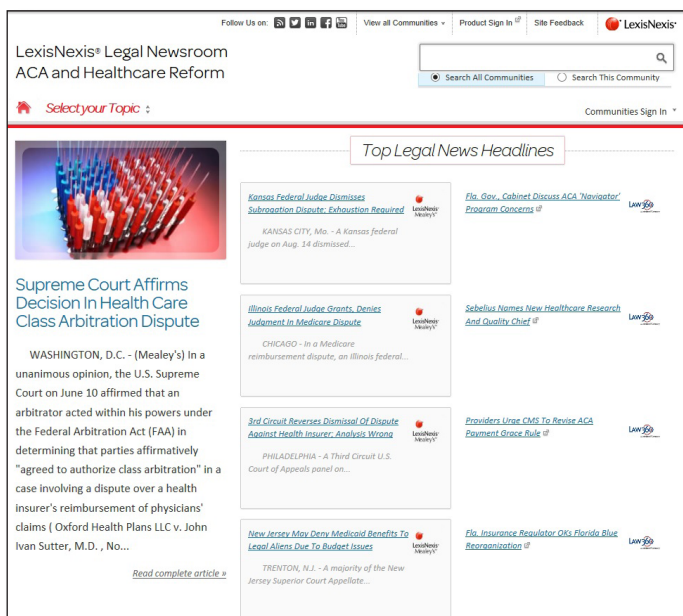 Follow Us on:
View all Communities
Product Sign In
Site Feedback
LexisNexis®
LexisNexis® Legal Newsroom
ACA and Healthcare Reform
Search All Communities
Search This Community
Select your Topic
Communities Sign In
Supreme Court Affirms
Decision In Health Care
Class Arbitration Dispute
WASHINGTON, D.C. - (Mealey's) In a
unanimous opinion, the U.S. Supreme
Court on June 10 affirmed that an
arbitrator acted within his powers under
the Federal Arbitration Act (FAA) in
determining that parties affirmatively
"agreed to authorize class arbitration" in a
case involving a dispute over a health
insurer's reimbursement of physicians'
claims ( Oxford Health Plans LLC v. John
Ivan Sutter, M.D. , No...
Read complete article »
Top Legal News Headlines
Kansas Federal Judge Dismisses
Subrogation Dispute; Exhaustion Required
LexisNexis®
Mealey's™
KANSAS CITY, Mo. - A Kansas federal
judge on Aug. 14 dismissed...
Fla. Gov., Cabinet Discuss ACA 'Navigator'
Program Concerns
LAW360
Illinois Federal Judge Grants, Denies
Judgment In Medicare Dispute
LexisNexis®
Mealey's™
CHICAGO - In a Medicare
reimbursement dispute, an Illinois federal...
Sebelius Names New Healthcare Research
And Quality Chief
LAW360
3rd Circuit Reverses Dismissal Of Dispute
Against Health Insurer; Analysis Wrong
LexisNexis®
Mealey's™
PHILADELPHIA - A Third Circuit U.S.
Court of Appeals panel on...
Providers Urge CMS To Revise ACA
Payment Grace Rule
LAW360
New Jersey May Deny Medicaid Benefits To
Legal Aliens Due To Budget Issues
LexisNexis®
Mealey's™
TRENTON, N.J. - A majority of the New
Jersey Superior Court Appellate...
Fla. Insurance Regulator OKs Florida Blue
Reorganization
LAW360